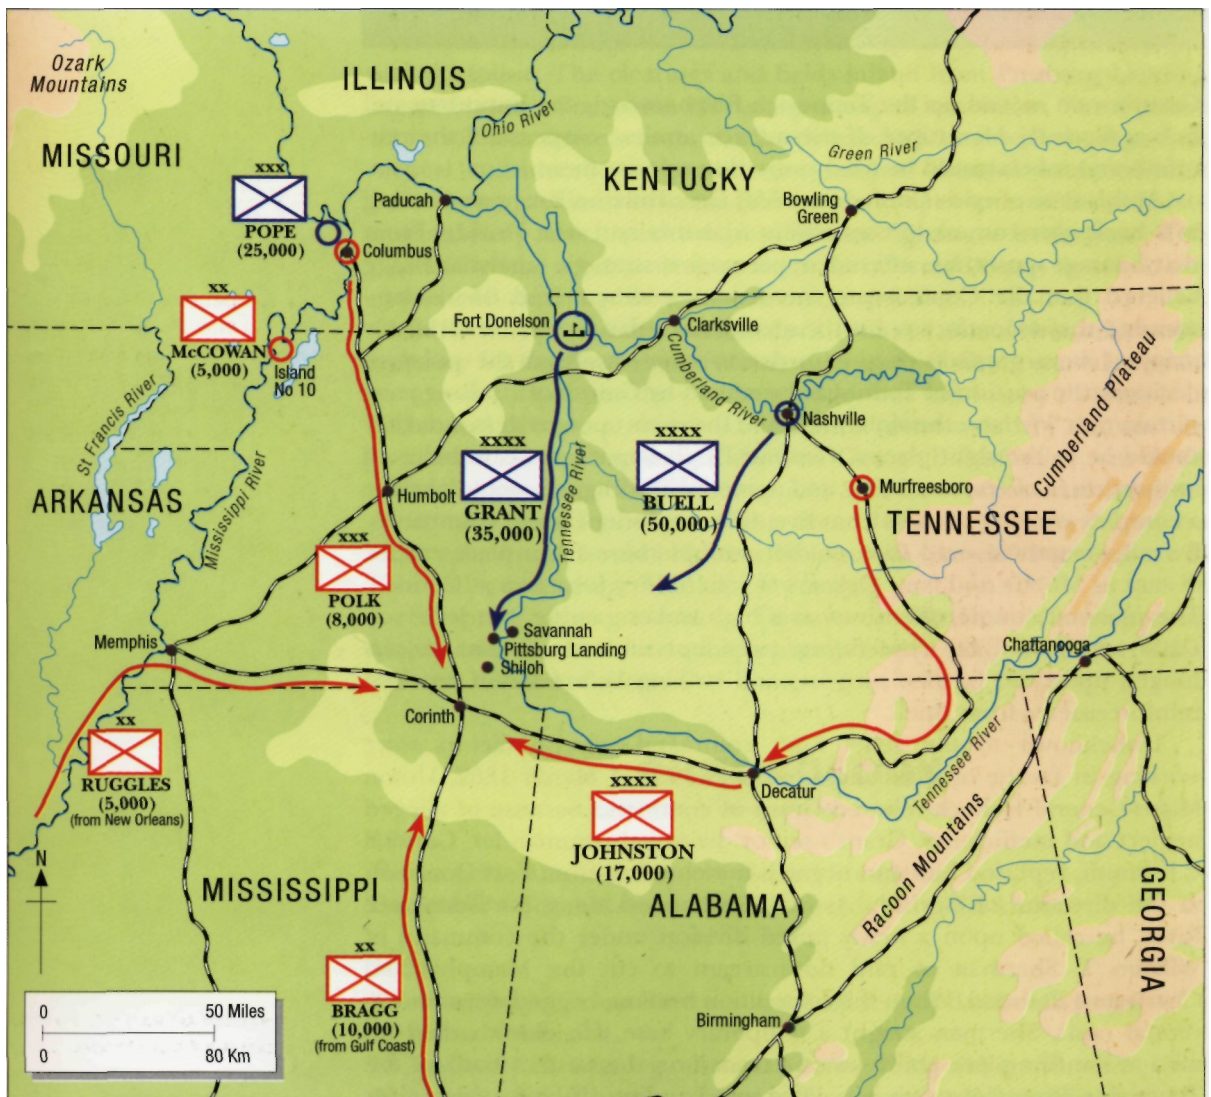 Ozark
Mountains
ILLINOIS
Ohio River
MISSOURI
Green River
KENTUCKY
xxx
POPE
(25,000)
Paducah
Bowling
Green
Columbus
xx
McCOWAN
(5,000)
Island
No 10
Fort Donelson
Clarksville
Cumberland River
Cumberland Plateau
St Francis River
Nashville
ARKANSAS
Mississippi River
Humbolt
xxxx
GRANT
(35,000)
Tennessee River
xxxx
BUELL
(50,000)
Murfreesboro
TENNESSEE
xxx
POLK
(8,000)
Memphis
Savannah
Pittsburg Landing
Shiloh
Chattanooga
Corinth
xx
RUGGLES
(5,000)
(from New Orleans)
xxxx
JOHNSTON
(17,000)
Decatur
Tennessee River
Racoon Mountains
N
MISSISSIPPI
ALABAMA
GEORGIA
xx
BRAGG
(10,000)
(from Gulf Coast)
Birmingham
0 50 Miles
0 80 Km